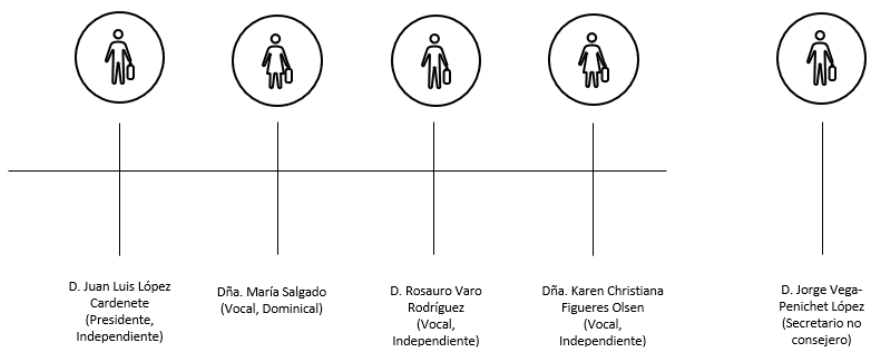 D. Juan Luis López
Cardenete
(Presidente,
Independiente)
Dña. María Salgado
(Vocal, Dominical)
D. Rosauro Varo
Rodríguez
(Vocal,
Independiente)
Dña. Karen Christiana
Figueres Olsen
(Vocal,
Independiente)
D. Jorge Vega-
Penichet López
(Secretario no
consejero)